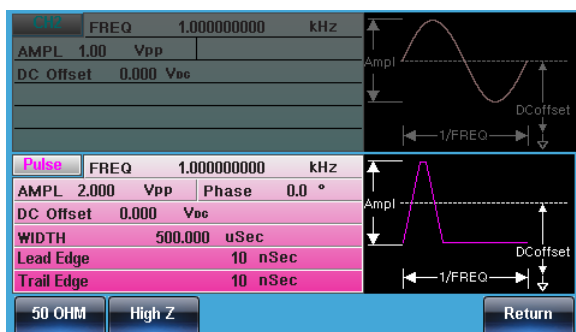 CH2 FREQ 1.000000000 kHz
AMPL 1.00 Vpp
DC Offset 0.000 VDC
Ampl
DCoffset
1/FREQ
Pulse FREQ 1.000000000 kHz
AMPL 2.000 Vpp Phase 0.0 °
DC Offset 0.000 VDC
WIDTH 500.000 uSec
Lead Edge 10 nSec
Trail Edge 10 nSec
Ampl
DCoffset
1/FREQ
50 OHM High Z Return